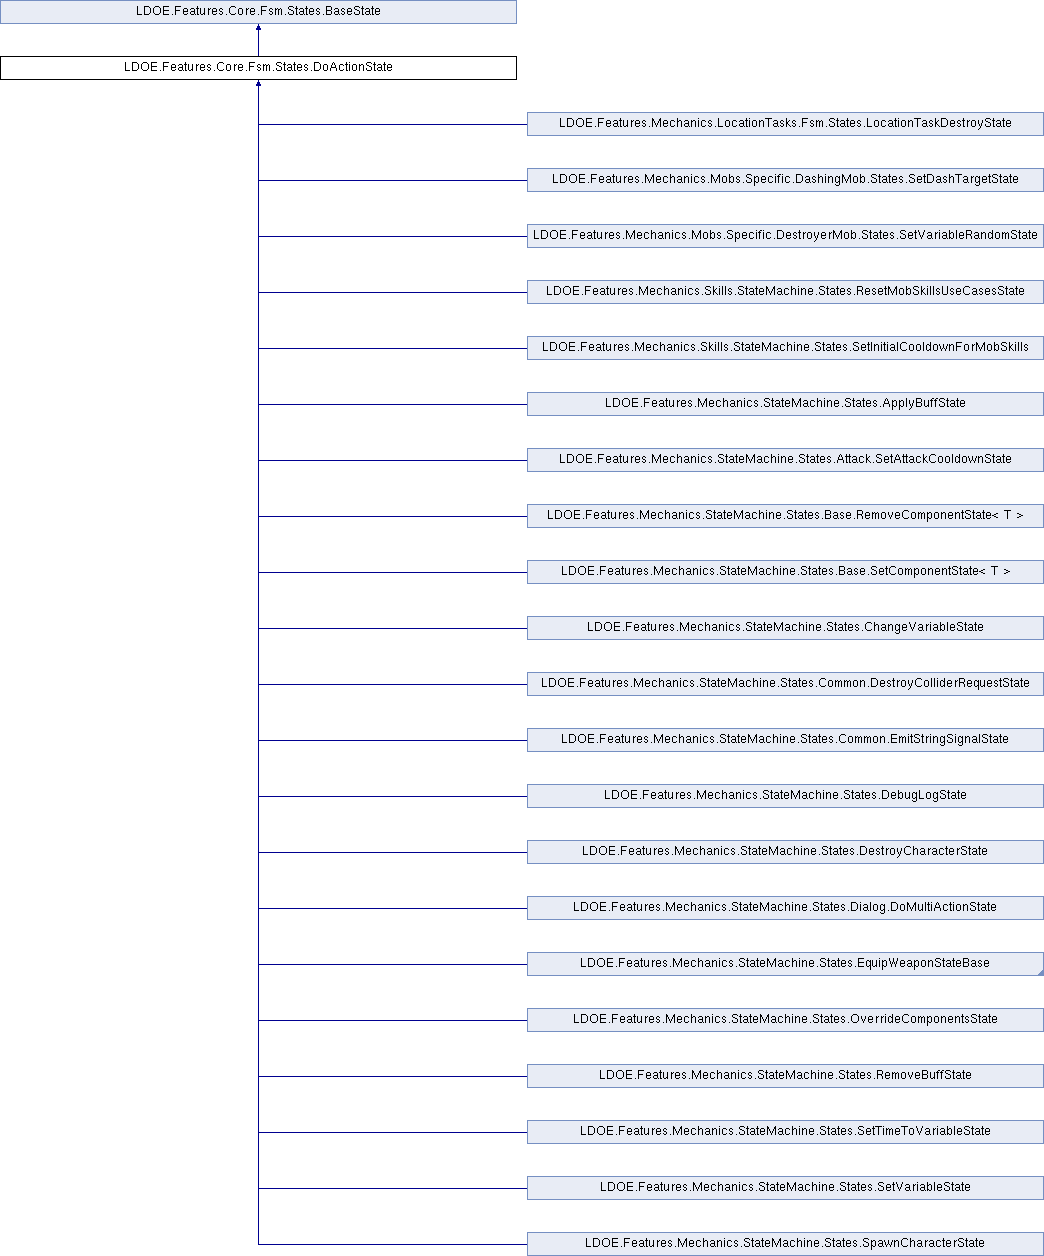 LDOE.Features.Core.Fsm.States.BaseState
LDOE.Features.Core.Fsm.States.DoActionState
LDOE.Features.Mechanics.LocationTasks.Fsm.States.LocationTaskDestroyState
LDOE.Features.Mechanics.Mobs.Specific.DashingMob.States.SetDashTargetState
LDOE.Features.Mechanics.Mobs.Specific.DestroyerMob.States.SetVariableRandomState
LDOE.Features.Mechanics.Skills.StateMachine.States.ResetMobSkillsUseCasesState
LDOE.Features.Mechanics.Skills.StateMachine.States.SetInitialCooldownForMobSkills
LDOE.Features.Mechanics.StateMachine.States.ApplyBuffState
LDOE.Features.Mechanics.StateMachine.States.Attack.SetAttackCooldownState
LDOE.Features.Mechanics.StateMachine.States.Base.RemoveComponentState< T >
LDOE.Features.Mechanics.StateMachine.States.Base.SetComponentState< T >
LDOE.Features.Mechanics.StateMachine.States.ChangeVariableState
LDOE.Features.Mechanics.StateMachine.States.Common.DestroyColliderRequestState
LDOE.Features.Mechanics.StateMachine.States.Common.EmitStringSignalState
LDOE.Features.Mechanics.StateMachine.States.DebugLogState
LDOE.Features.Mechanics.StateMachine.States.DestroyCharacterState
LDOE.Features.Mechanics.StateMachine.States.Dialog.DoMultiActionState
LDOE.Features.Mechanics.StateMachine.States.EquipWeaponStateBase
LDOE.Features.Mechanics.StateMachine.States.OverrideComponentsState
LDOE.Features.Mechanics.StateMachine.States.RemoveBuffState
LDOE.Features.Mechanics.StateMachine.States.SetTimeToVariableState
LDOE.Features.Mechanics.StateMachine.States.SetVariableState
LDOE.Features.Mechanics.StateMachine.States.SpawnCharacterState